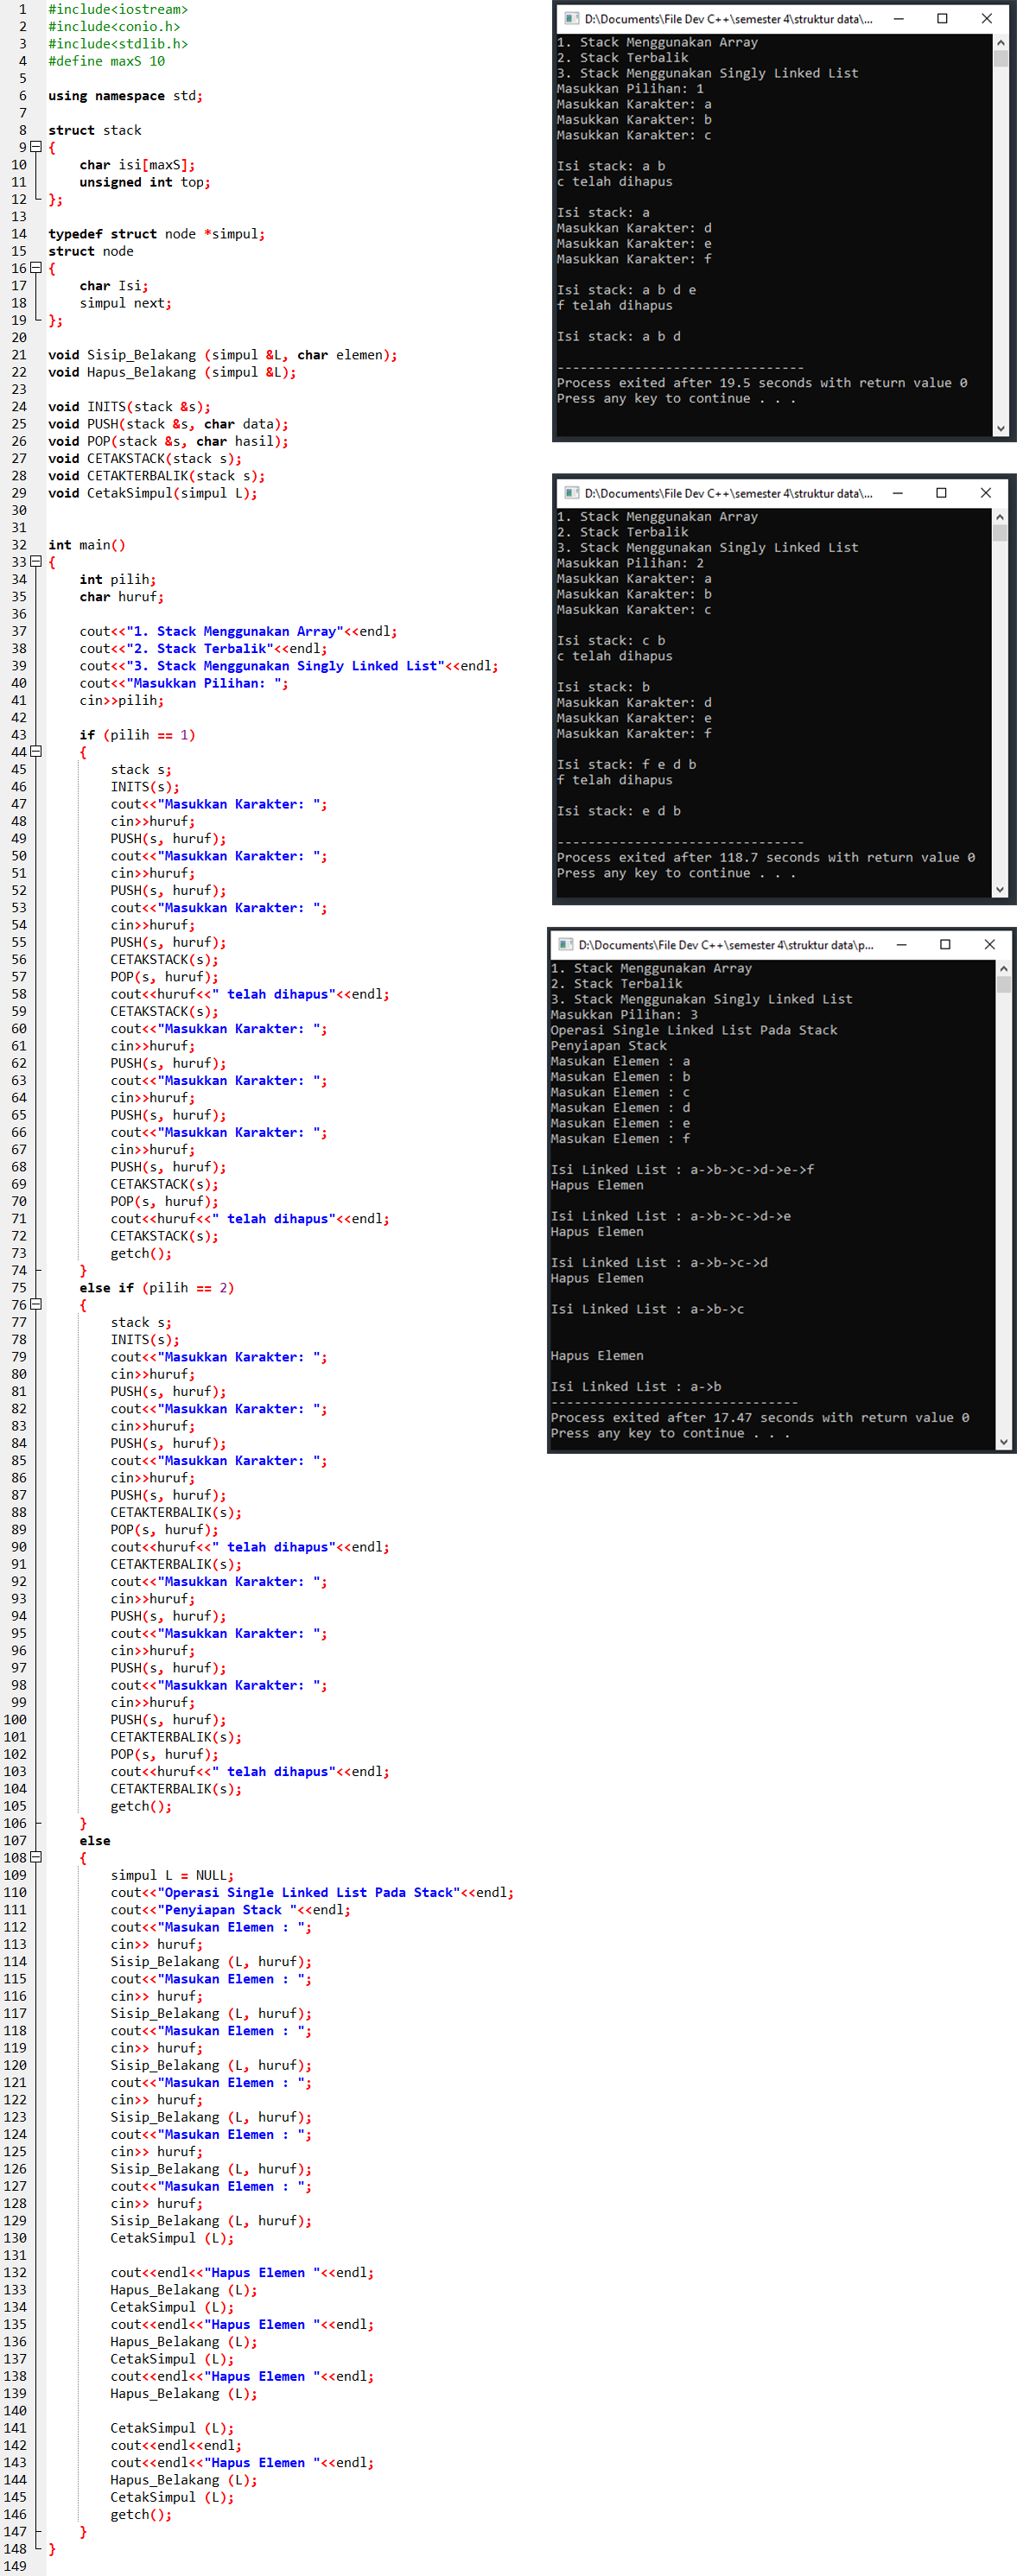 1 #include<iostream>
2 #include<conio.h>
3 #include<stdlib.h>
4 #define maxS 10
5
6 using namespace std;
7
8 struct stack
9 {
10 char isi[maxS];
11 unsigned int top;
12 };
13
14 typedef struct node *simpul;
15 struct node
16 {
17 char Isi;
18 simpul next;
19 };
20
21 void Sisip_Belakang (simpul &L, char elemen);
22 void Hapus_Belakang (simpul &L);
23
24 void INITS(stack &s);
25 void PUSH(stack &s, char data);
26 void POP(stack &s, char hasil);
27 void CETAKSTACK(stack s);
28 void CETAKTERBALIK(stack s);
29 void CetakSimpul(simpul L);
30
31
32 int main()
33 {
34 int pilih;
35 char huruf;
36
37 cout<<"1. Stack Menggunakan Array"<<endl;
38 cout<<"2. Stack Terbalik"<<endl;
39 cout<<"3. Stack Menggunakan Singly Linked List"<<endl;
40 cout<<"Masukkan Pilihan: ";
41 cin>>pilih;
42
43 if (pilih == 1)
44 {
45 stack s;
46 INITS(s);
47 cout<<"Masukkan Karakter: ";
48 cin>>huruf;
49 PUSH(s, huruf);
50 cout<<"Masukkan Karakter: ";
51 cin>>huruf;
52 PUSH(s, huruf);
53 cout<<"Masukkan Karakter: ";
54 cin>>huruf;
55 PUSH(s, huruf);
56 CETAKSTACK(s);
57 POP(s, huruf);
58 cout<<huruf<<" telah dihapus"<<endl;
59 CETAKSTACK(s);
60 cout<<"Masukkan Karakter: ";
61 cin>>huruf;
62 PUSH(s, huruf);
63 cout<<"Masukkan Karakter: ";
64 cin>>huruf;
65 PUSH(s, huruf);
66 cout<<"Masukkan Karakter: ";
67 cin>>huruf;
68 PUSH(s, huruf);
69 CETAKSTACK(s);
70 POP(s, huruf);
71 cout<<huruf<<" telah dihapus"<<endl;
72 CETAKSTACK(s);
73 getch();
74 }
75 else if (pilih == 2)
76 {
77 stack s;
78 INITS(s);
79 cout<<"Masukkan Karakter: ";
80 cin>>huruf;
81 PUSH(s, huruf);
82 cout<<"Masukkan Karakter: ";
83 cin>>huruf;
84 PUSH(s, huruf);
85 cout<<"Masukkan Karakter: ";
86 cin>>huruf;
87 PUSH(s, huruf);
88 CETAKTERBALIK(s);
89 POP(s, huruf);
90 cout<<huruf<<" telah dihapus"<<endl;
91 CETAKTERBALIK(s);
92 cout<<"Masukkan Karakter: ";
93 cin>>huruf;
94 PUSH(s, huruf);
95 cout<<"Masukkan Karakter: ";
96 cin>>huruf;
97 PUSH(s, huruf);
98 cout<<"Masukkan Karakter: ";
99 cin>>huruf;
100 PUSH(s, huruf);
101 CETAKTERBALIK(s);
102 POP(s, huruf);
103 cout<<huruf<<" telah dihapus"<<endl;
104 CETAKTERBALIK(s);
105 getch();
106 }
107 else
108 {
109 simpul L = NULL;
110 cout<<"Operasi Single Linked List Pada Stack"<<endl;
111 cout<<"Penyiapan Stack "<<endl;
112 cout<<"Masukan Elemen : ";
113 cin>> huruf;
114 Sisip_Belakang (L, huruf);
115 cout<<"Masukan Elemen : ";
116 cin>> huruf;
117 Sisip_Belakang (L, huruf);
118 cout<<"Masukan Elemen : ";
119 cin>> huruf;
120 Sisip_Belakang (L, huruf);
121 cout<<"Masukan Elemen : ";
122 cin>> huruf;
123 Sisip_Belakang (L, huruf);
124 cout<<"Masukan Elemen : ";
125 cin>> huruf;
126 Sisip_Belakang (L, huruf);
127 cout<<"Masukan Elemen : ";
128 cin>> huruf;
129 Sisip_Belakang (L, huruf);
130 CetakSimpul (L);
131
132 cout<<endl<<"Hapus Elemen "<<endl;
133 Hapus_Belakang (L);
134 CetakSimpul (L);
135 cout<<endl<<"Hapus Elemen "<<endl;
136 Hapus_Belakang (L);
137 CetakSimpul (L);
138 cout<<endl<<"Hapus Elemen "<<endl;
139 Hapus_Belakang (L);
140
141 CetakSimpul (L);
142 cout<<endl<<endl;
143 cout<<endl<<"Hapus Elemen "<<endl;
144 Hapus_Belakang (L);
145 CetakSimpul (L);
146 getch();
147 }
148 }
149
D:\Documents\File Dev C++\semester 4\struktur data\...
1. Stack Menggunakan Array
2. Stack Terbalik
3. Stack Menggunakan Singly Linked List
Masukkan Pilihan: 1
Masukkan Karakter: a
Masukkan Karakter: b
Masukkan Karakter: c

Isi stack: a b
c telah dihapus

Isi stack: a
Masukkan Karakter: d
Masukkan Karakter: e
Masukkan Karakter: f

Isi stack: a b d e
f telah dihapus

Isi stack: a b d

--------------------------------
Process exited after 19.5 seconds with return value 0
Press any key to continue . . .
D:\Documents\File Dev C++\semester 4\struktur data\...
1. Stack Menggunakan Array
2. Stack Terbalik
3. Stack Menggunakan Singly Linked List
Masukkan Pilihan: 2
Masukkan Karakter: a
Masukkan Karakter: b
Masukkan Karakter: c

Isi stack: c b
c telah dihapus

Isi stack: b
Masukkan Karakter: d
Masukkan Karakter: e
Masukkan Karakter: f

Isi stack: f e d b
f telah dihapus

Isi stack: e d b

--------------------------------
Process exited after 118.7 seconds with return value 0
Press any key to continue . . .
D:\Documents\File Dev C++\semester 4\struktur data\p...
1. Stack Menggunakan Array
2. Stack Terbalik
3. Stack Menggunakan Singly Linked List
Masukkan Pilihan: 3
Operasi Single Linked List Pada Stack
Penyiapan Stack
Masukan Elemen : a
Masukan Elemen : b
Masukan Elemen : c
Masukan Elemen : d
Masukan Elemen : e
Masukan Elemen : f

Isi Linked List : a->b->c->d->e->f
Hapus Elemen

Isi Linked List : a->b->c->d->e
Hapus Elemen

Isi Linked List : a->b->c->d
Hapus Elemen

Isi Linked List : a->b->c


Hapus Elemen

Isi Linked List : a->b
--------------------------------
Process exited after 17.47 seconds with return value 0
Press any key to continue . . .